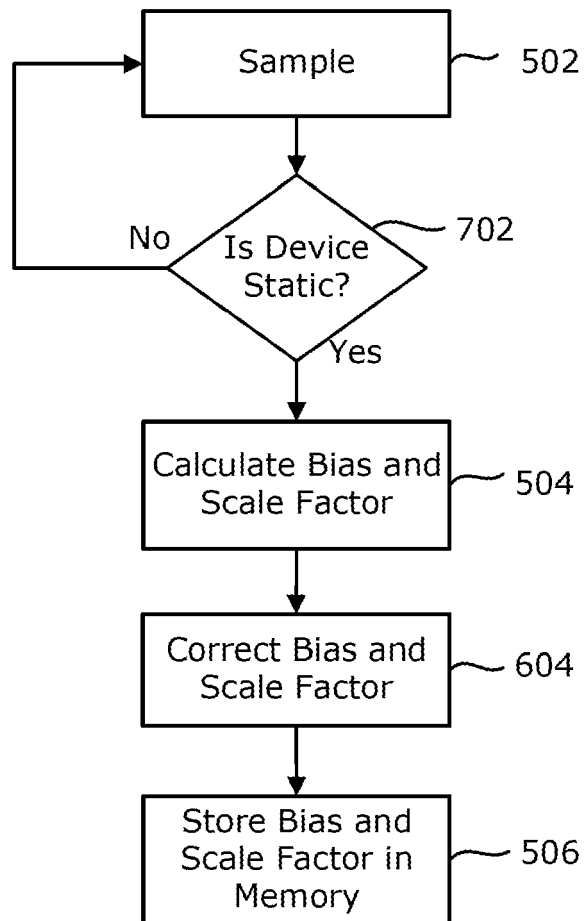 Sample
502
702
No
Is Device
Static?
Yes
Calculate Bias and
Scale Factor
504
Correct Bias and
Scale Factor
604
Store Bias and
Scale Factor in
Memory
506